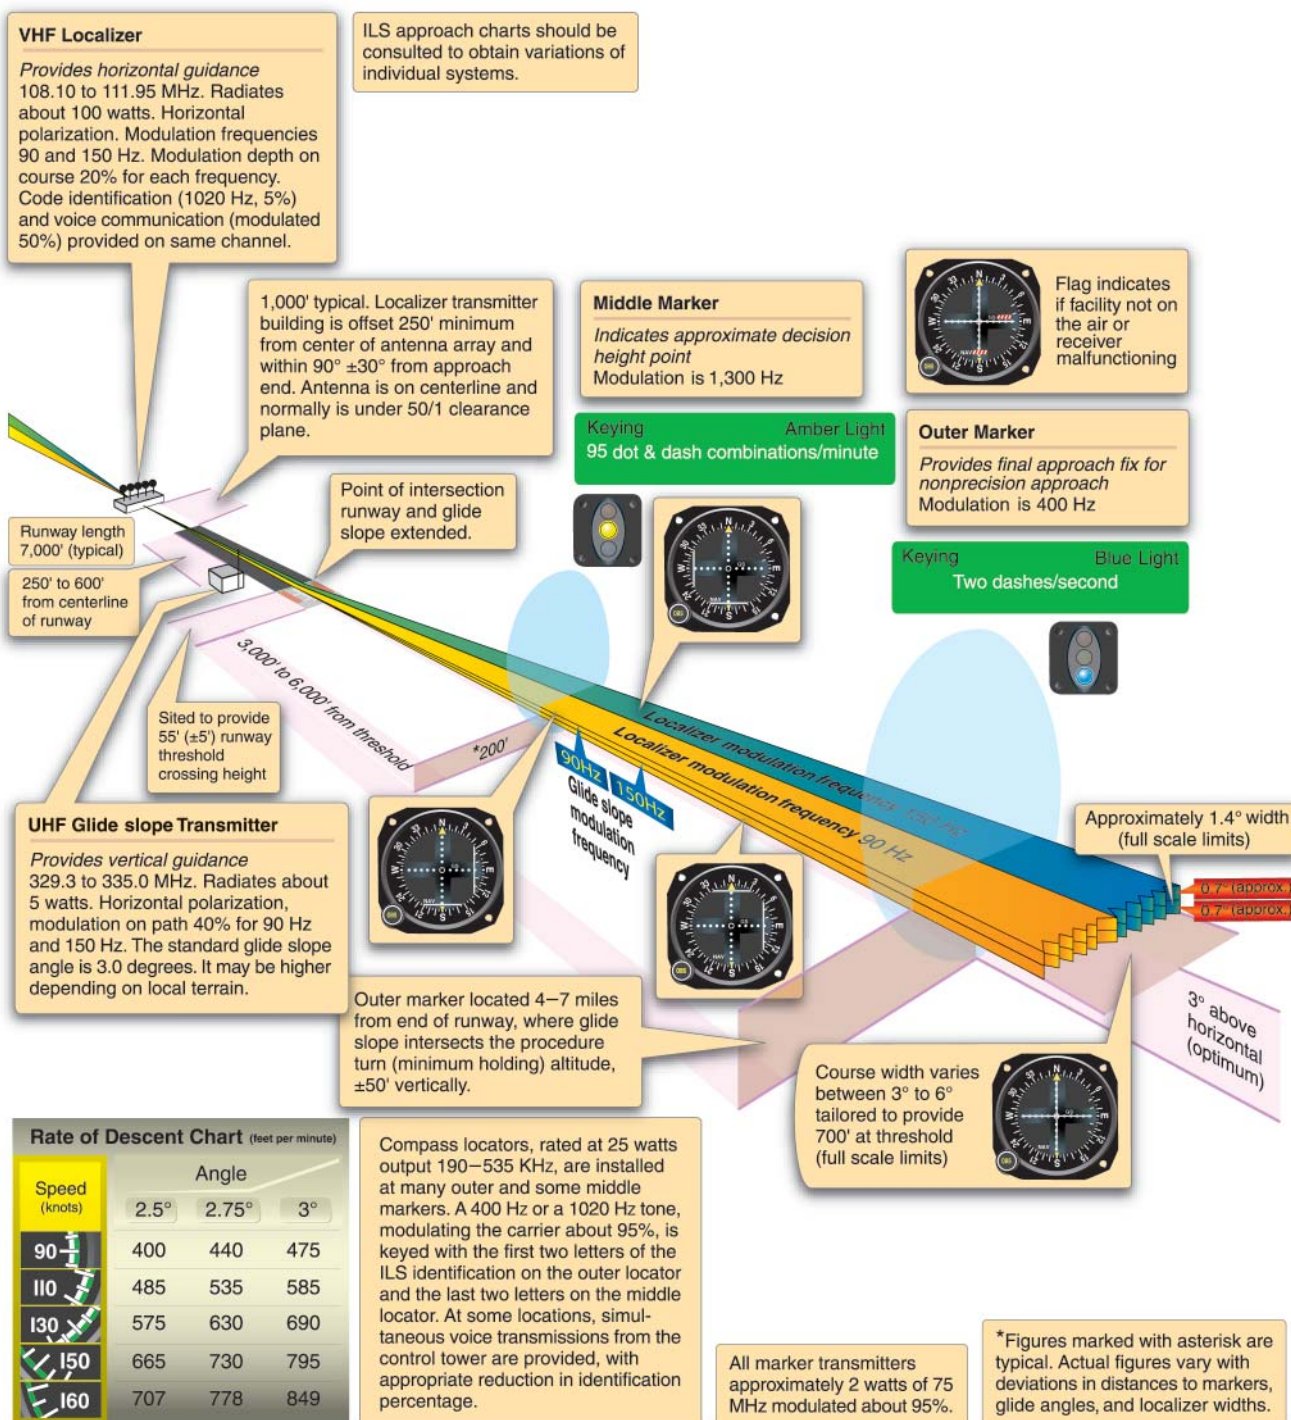 VHF Localizer
Provides horizontal guidance
108.10 to 111.95 MHz. Radiates
about 100 watts. Horizontal
polarization. Modulation frequencies
90 and 150 Hz. Modulation depth on
course 20% for each frequency.
Code identification (1020 Hz, 5%)
and voice communication (modulated
50%) provided on same channel.
ILS approach charts should be
consulted to obtain variations of
individual systems.
1,000' typical. Localizer transmitter
building is offset 250' minimum
from center of antenna array and
within 90° ±30° from approach
end. Antenna is on centerline and
normally is under 50/1 clearance
plane.
Middle Marker
Indicates approximate decision
height point
Modulation is 1,300 Hz
Keying Amber Light
95 dot & dash combinations/minute
Flag indicates
if facility not on
the air or
receiver
malfunctioning
Outer Marker
Provides final approach fix for
nonprecision approach
Modulation is 400 Hz
Keying Blue Light
Two dashes/second
Point of intersection
runway and glide
slope extended.
Runway length
7,000' (typical)
250' to 600'
from centerline
of runway
Sited to provide
55' (±5') runway
threshold
crossing height
3,000' to 6,000' from threshold
*200'
Localizer modulation frequency 150 Hz
Localizer modulation frequency 90 Hz
90Hz
150Hz
Glide slope
modulation
frequency
UHF Glide slope Transmitter
Provides vertical guidance
329.3 to 335.0 MHz. Radiates about
5 watts. Horizontal polarization,
modulation on path 40% for 90 Hz
and 150 Hz. The standard glide slope
angle is 3.0 degrees. It may be higher
depending on local terrain.
Approximately 1.4° width
(full scale limits)
0.7° (approx.)
0.7° (approx.)
3° above
horizontal
(optimum)
Outer marker located 4–7 miles
from end of runway, where glide
slope intersects the procedure
turn (minimum holding) altitude,
±50' vertically.
Course width varies
between 3° to 6°
tailored to provide
700' at threshold
(full scale limits)
Rate of Descent Chart (feet per minute)
Speed
(knots)
Angle
2.5° 2.75° 3°
90 400 440 475
110 485 535 585
130 575 630 690
150 665 730 795
160 707 778 849
Compass locators, rated at 25 watts
output 190–535 KHz, are installed
at many outer and some middle
markers. A 400 Hz or a 1020 Hz tone,
modulating the carrier about 95%, is
keyed with the first two letters of the
ILS identification on the outer locator
and the last two letters on the middle
locator. At some locations, simul-
taneous voice transmissions from the
control tower are provided, with
appropriate reduction in identification
percentage.
All marker transmitters
approximately 2 watts of 75
MHz modulated about 95%.
*Figures marked with asterisk are
typical. Actual figures vary with
deviations in distances to markers,
glide angles, and localizer widths.